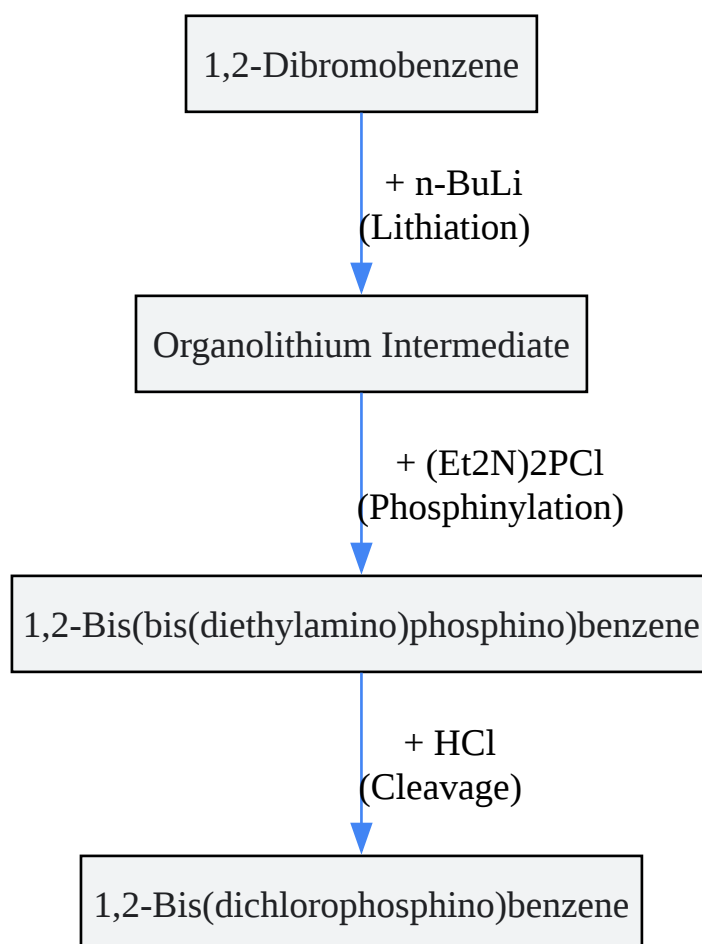 1,2-Dibromobenzene
+ n-BuLi
(Lithiation)
Organolithium Intermediate
+ (Et2N)2PCl
(Phosphinylation)
1,2-Bis(bis(diethylamino)phosphino)benzene
+ HCl
(Cleavage)
1,2-Bis(dichlorophosphino)benzene